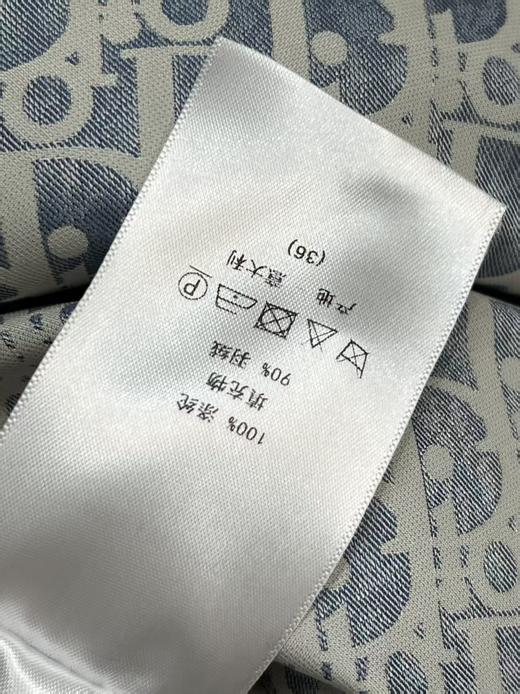 100% 涤纶
填充物
90% 羽绒
P
产地 意大利
(36)